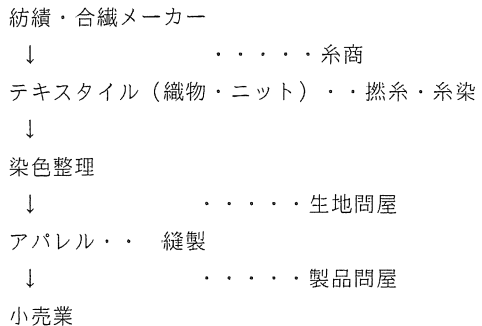 紡績・合繊メーカー
↓　　　　　　　　・・・・・糸商
テキスタイル（織物・ニット）・・撚糸・糸染
↓
染色整理
↓　　　　　　　　・・・・・生地問屋
アパレル・・　縫製
↓　　　　　　　　・・・・・製品問屋
小売業